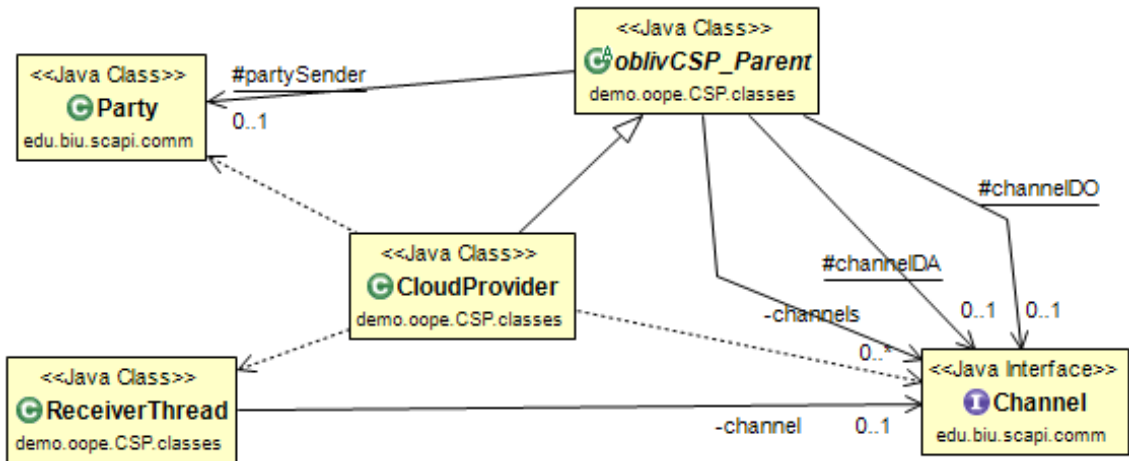 <<Java Class>>
oblivCSP_Parent
demo.oope.CSP.classes
<<Java Class>>
Party
edu.biu.scapi.comm
#partySender
0..1
#channelDO
<<Java Class>>
CloudProvider
demo.oope.CSP.classes
#channelDA
-channels
0..1
0..1
0..*
<<Java Class>>
ReceiverThread
demo.oope.CSP.classes
<<Java Interface>>
Channel
edu.biu.scapi.comm
-channel
0..1